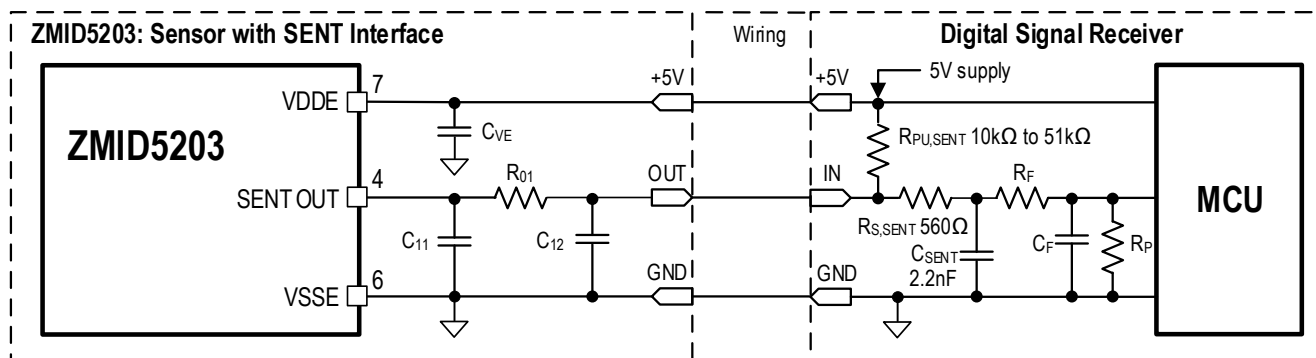 ZMID5203: Sensor with SENT Interface
Wiring
Digital Signal Receiver
7
VDDE
+5V
+5V
5V supply
CVE
ZMID5203
RPU,SENT 10kΩ to 51kΩ
4
SENT OUT
R01
OUT
IN
RF
MCU
RS,SENT 560Ω
C11
C12
CSENT
2.2nF
CF
RP
6
VSSE
GND
GND